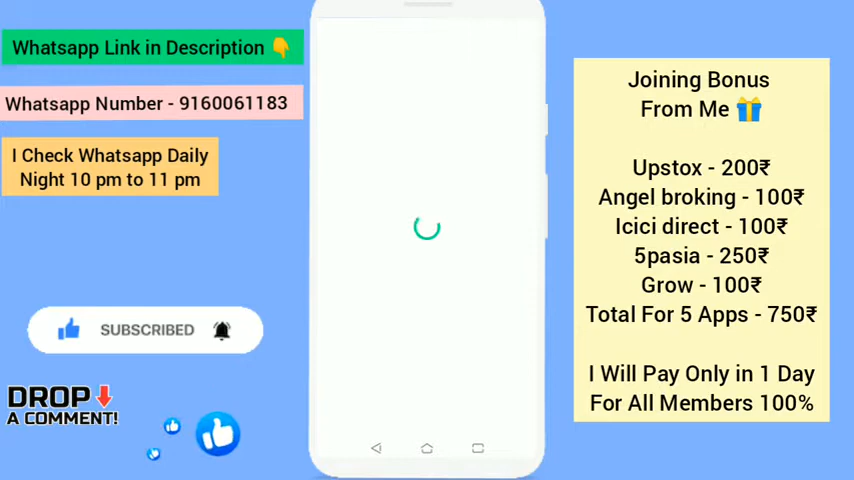 Whatsapp Link in Description 👇
Whatsapp Number - 9160061183
I Check Whatsapp Daily
Night 10 pm to 11 pm
SUBSCRIBED
DROP
A COMMENT!
Joining Bonus
From Me 🎁
Upstox - 200₹
Angel broking - 100₹
Icici direct - 100₹
5pasia - 250₹
Grow - 100₹
Total For 5 Apps - 750₹
I Will Pay Only in 1 Day
For All Members 100%